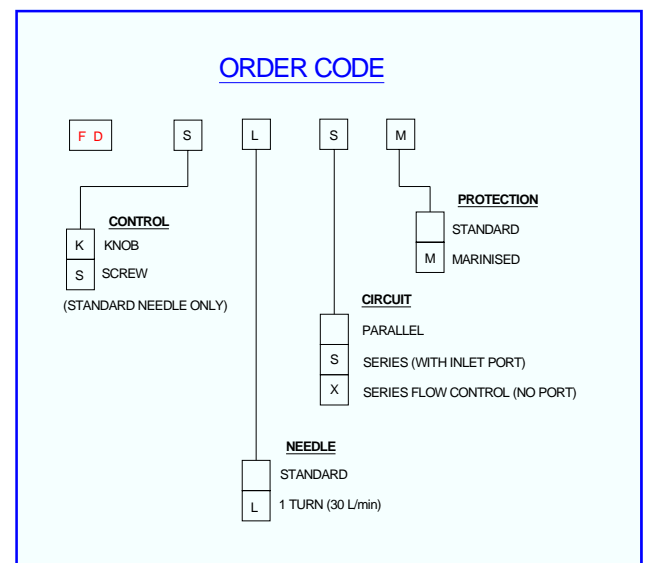 ORDER CODE
F D S L S M
CONTROL
K KNOB
S SCREW
(STANDARD NEEDLE ONLY)
PROTECTION
STANDARD
M MARINISED
CIRCUIT
PARALLEL
S SERIES (WITH INLET PORT)
X SERIES FLOW CONTROL (NO PORT)
NEEDLE
STANDARD
L 1 TURN (30 L/min)